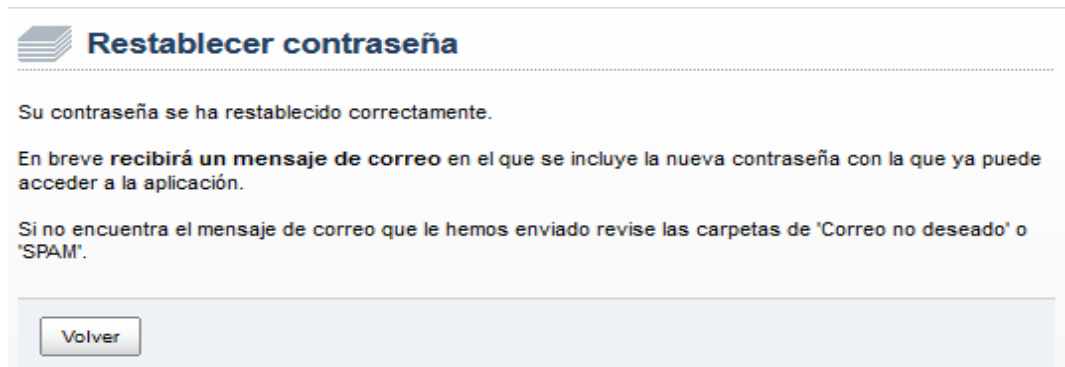 Restablecer contraseña
Su contraseña se ha restablecido correctamente.
En breve recibirá un mensaje de correo en el que se incluye la nueva contraseña con la que ya puede
acceder a la aplicación.
Si no encuentra el mensaje de correo que le hemos enviado revise las carpetas de 'Correo no deseado' o
'SPAM'.
Volver